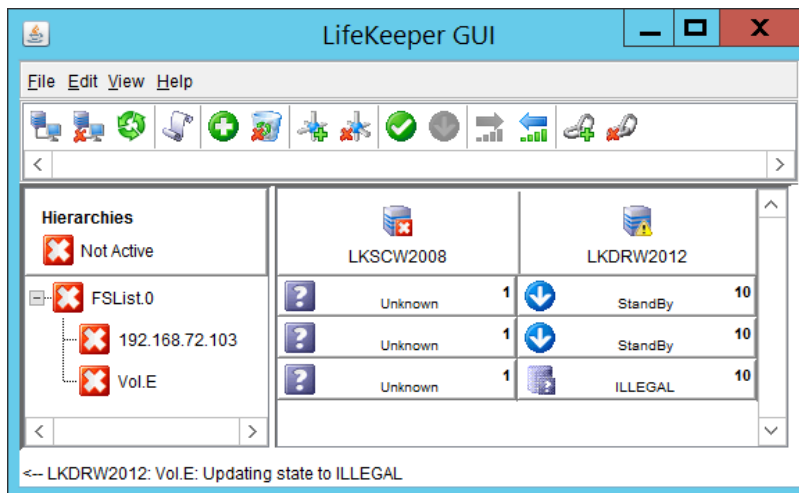 LifeKeeper GUI
File Edit View Help
Hierarchies
Not Active
LKSCW2008
LKDRW2012
FSList.0
Unknown 1
StandBy 10
192.168.72.103
Unknown 1
StandBy 10
Vol.E
Unknown 1
ILLEGAL 10
<-- LKDRW2012: Vol.E: Updating state to ILLEGAL